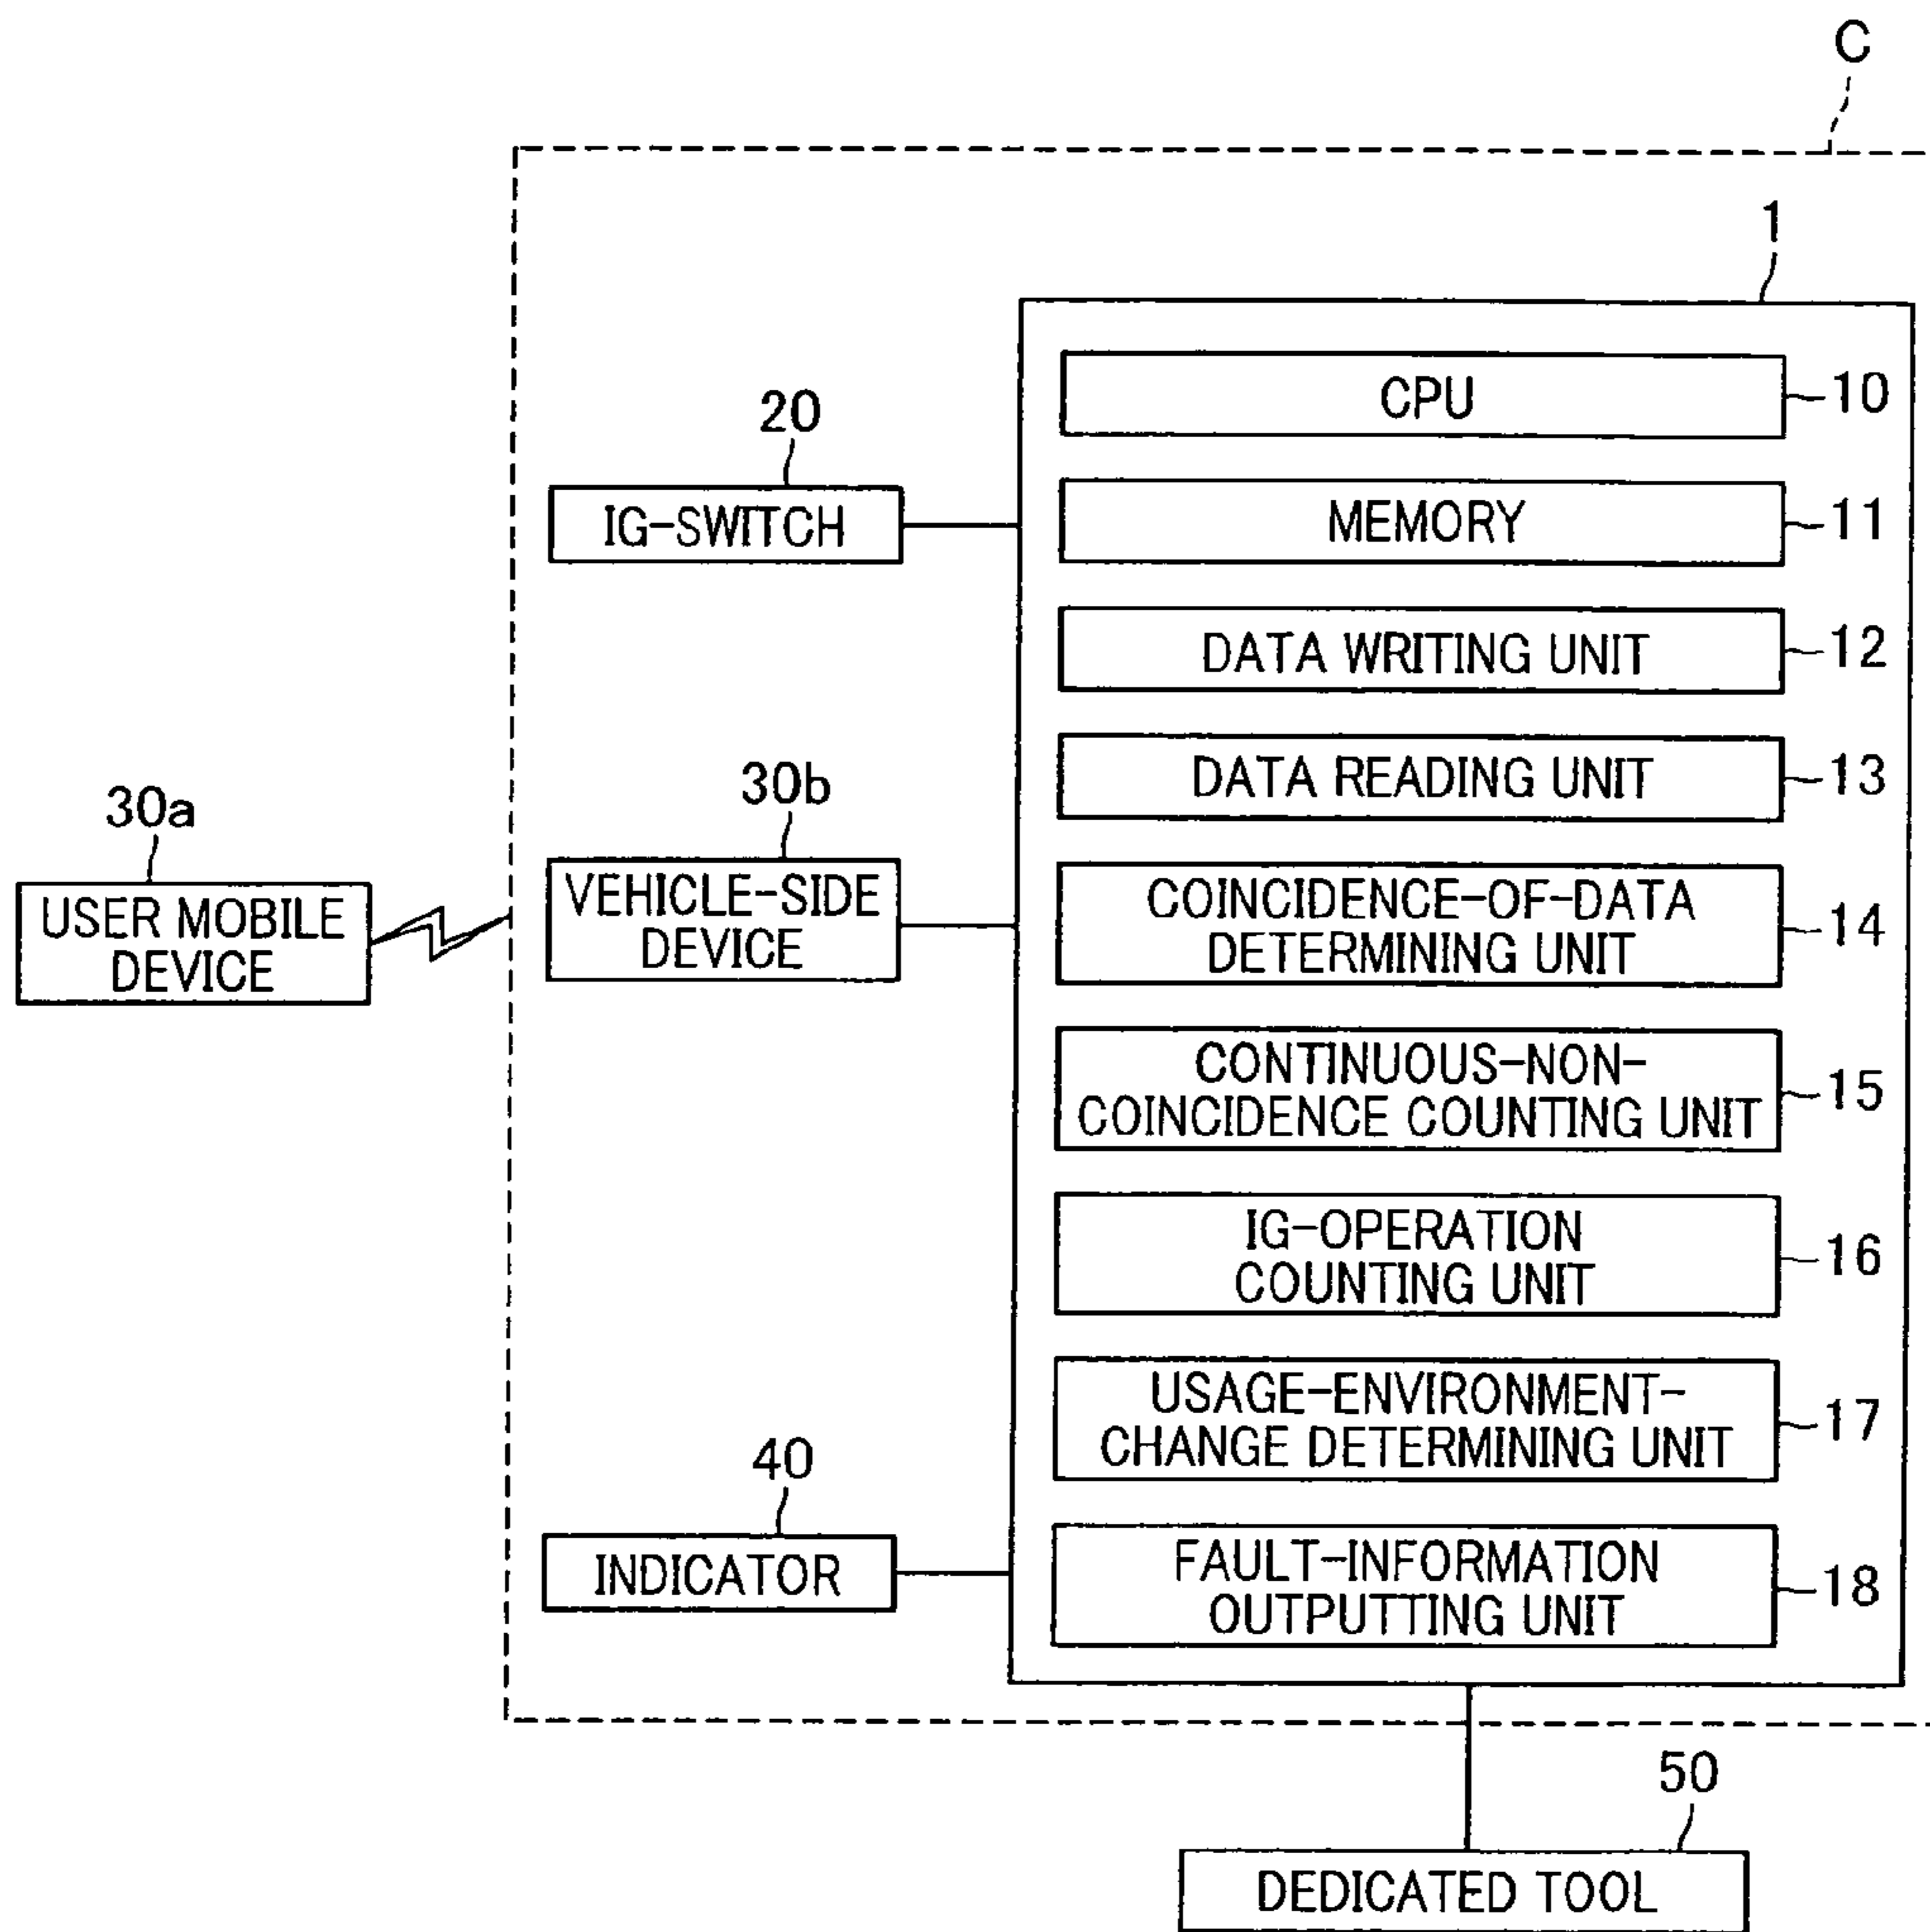 C
1
CPU
10
20
IG-SWITCH
MEMORY
11
DATA WRITING UNIT
12
DATA READING UNIT
13
30a
USER MOBILE
DEVICE
30b
VEHICLE-SIDE
DEVICE
COINCIDENCE-OF-DATA
DETERMINING UNIT
14
CONTINUOUS-NON-
COINCIDENCE COUNTING UNIT
15
IG-OPERATION
COUNTING UNIT
16
USAGE-ENVIRONMENT-
CHANGE DETERMINING UNIT
17
40
INDICATOR
FAULT-INFORMATION
OUTPUTTING UNIT
18
50
DEDICATED TOOL